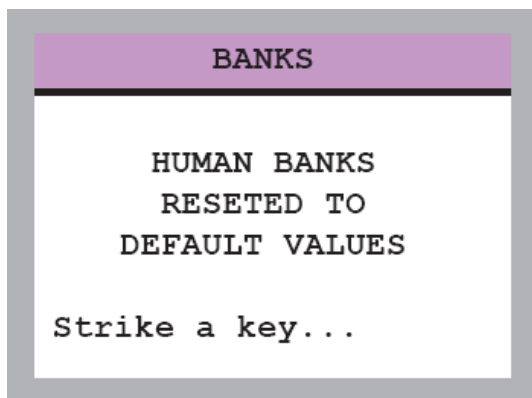 BANKS
HUMAN BANKS
RESETED TO
DEFAULT VALUES
Strike a key...